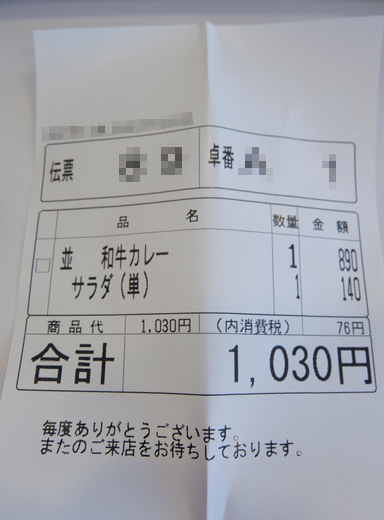 伝票 卓番
品 名 数量 金額
並 和牛カレー 1 890
サラダ(単) 1 140
商品代 1.030円 (内消費税) 76円
合計 1,030円
毎度ありがとうございます。
またのご来店をお待ちしております。